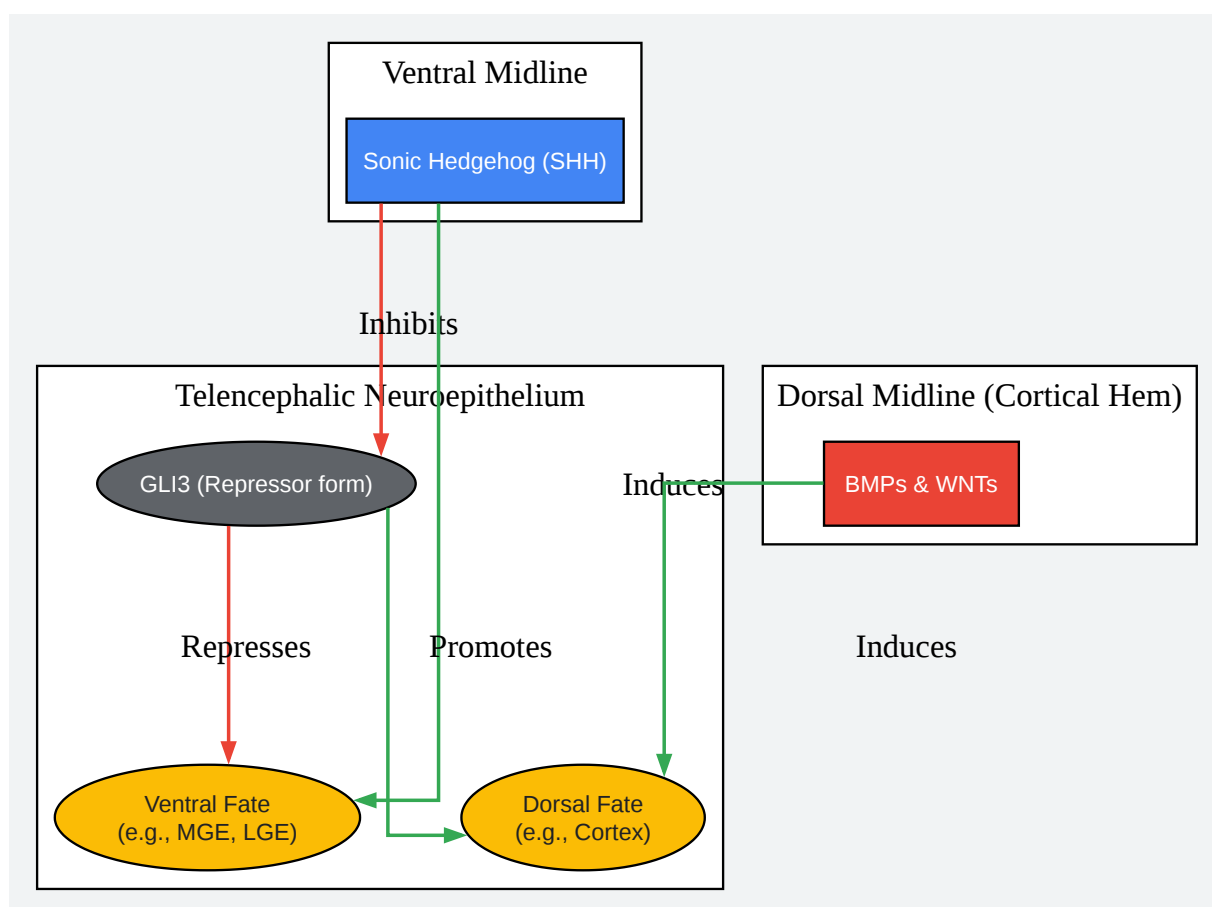 Ventral Midline
Sonic Hedgehog (SHH)
Inhibits
Telencephalic Neuroepithelium
Dorsal Midline (Cortical Hem)
GLI3 (Repressor form)
Induces
BMPs & WNTs
Represses
Promotes
Induces
Ventral Fate
(e.g., MGE, LGE)
Dorsal Fate
(e.g., Cortex)